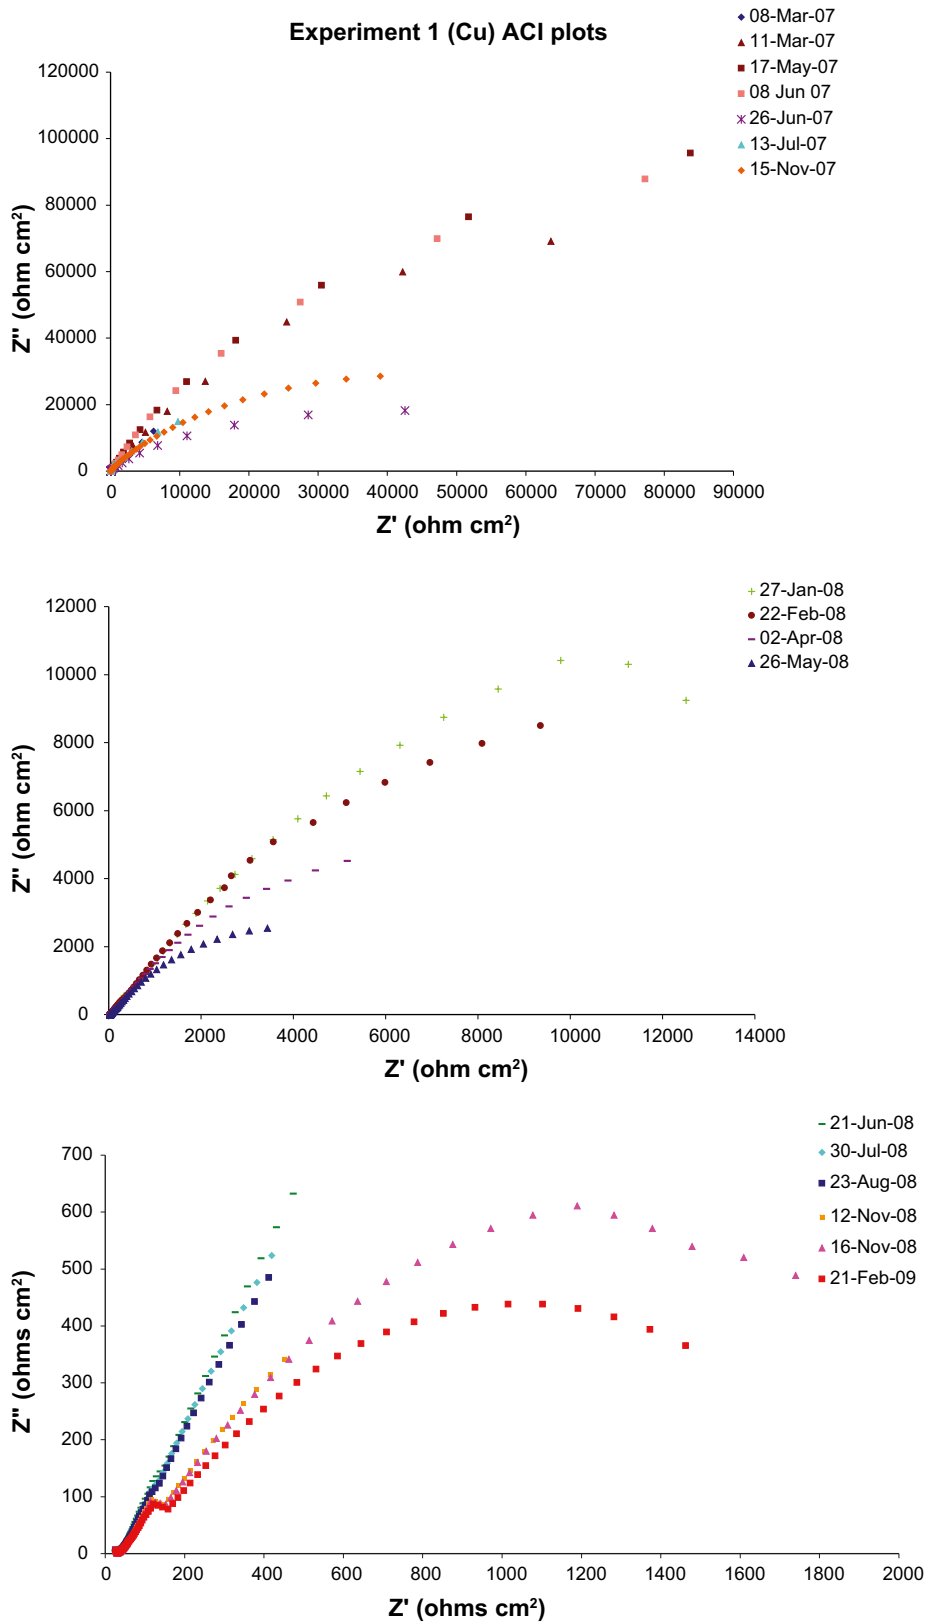 Experiment 1 (Cu) ACI plots
08-Mar-07
11-Mar-07
17-May-07
08 Jun 07
26-Jun-07
13-Jul-07
15-Nov-07
120000
100000
80000
60000
40000
20000
0
Z'' (ohm cm²)
0 10000 20000 30000 40000 50000 60000 70000 80000 90000
Z' (ohm cm²)
27-Jan-08
22-Feb-08
02-Apr-08
26-May-08
12000
10000
8000
6000
4000
2000
0
Z'' (ohm cm²)
0 2000 4000 6000 8000 10000 12000 14000
Z' (ohm cm²)
21-Jun-08
30-Jul-08
23-Aug-08
12-Nov-08
16-Nov-08
21-Feb-09
700
600
500
400
300
200
100
0
Z'' (ohms cm²)
0 200 400 600 800 1000 1200 1400 1600 1800 2000
Z' (ohms cm²)